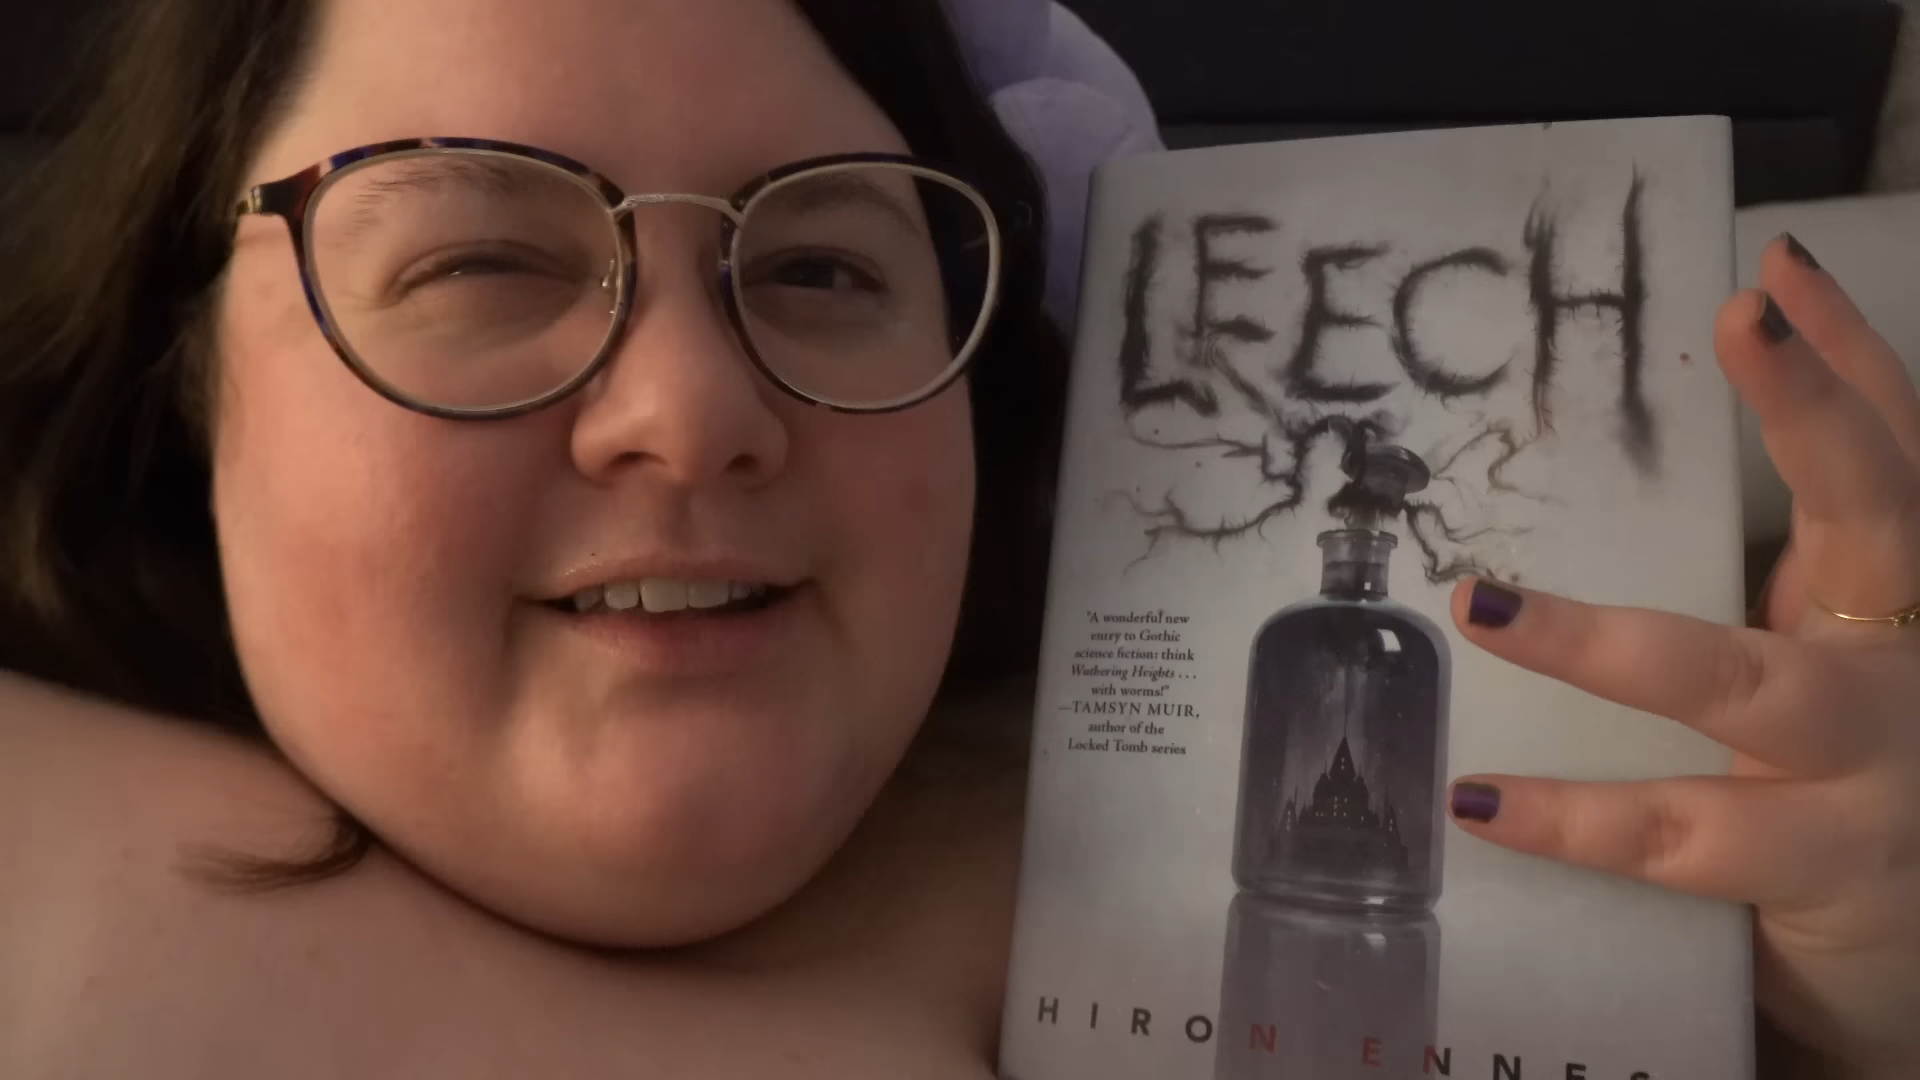 LEECH
"A wonderful new
entry to Gothic
science fiction: think
Wuthering Heights . . .
with worms!"
—TAMSYN MUIR,
author of the
Locked Tomb series
HIRON ENNES